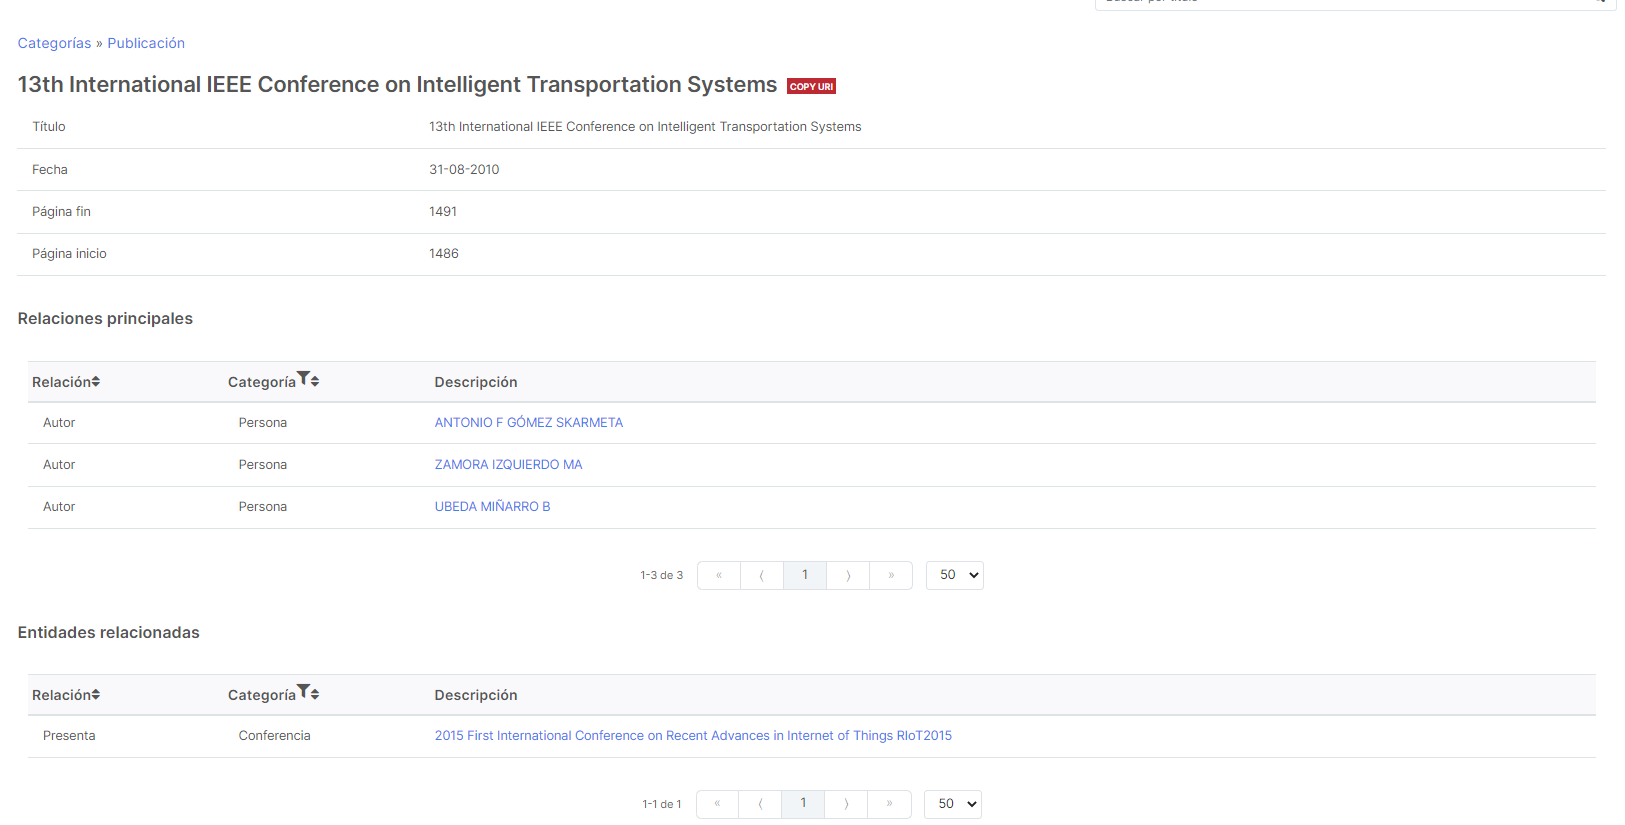 Categorías » Publicación
13th International IEEE Conference on Intelligent Transportation Systems COPY URI
Título 13th International IEEE Conference on Intelligent Transportation Systems
Fecha 31-08-2010
Página fin 1491
Página inicio 1486
Relaciones principales
Relación Categoría Descripción
Autor Persona ANTONIO F GÓMEZ SKARMETA
Autor Persona ZAMORA IZQUIERDO MA
Autor Persona UBEDA MIÑARRO B
1-3 de 3 « ⟨ 1 ⟩ » 50
Entidades relacionadas
Relación Categoría Descripción
Presenta Conferencia 2015 First International Conference on Recent Advances in Internet of Things RIoT2015
1-1 de 1 « ⟨ 1 ⟩ » 50